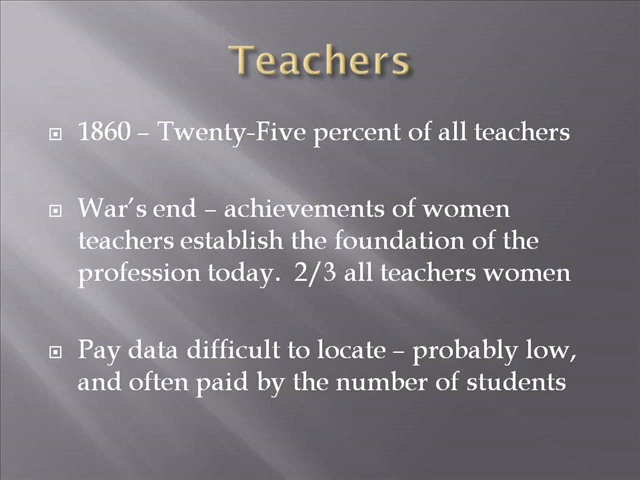 Teachers
1860 – Twenty-Five percent of all teachers
War’s end – achievements of women
teachers establish the foundation of the
profession today.  2/3 all teachers women
Pay data difficult to locate – probably low,
and often paid by the number of students